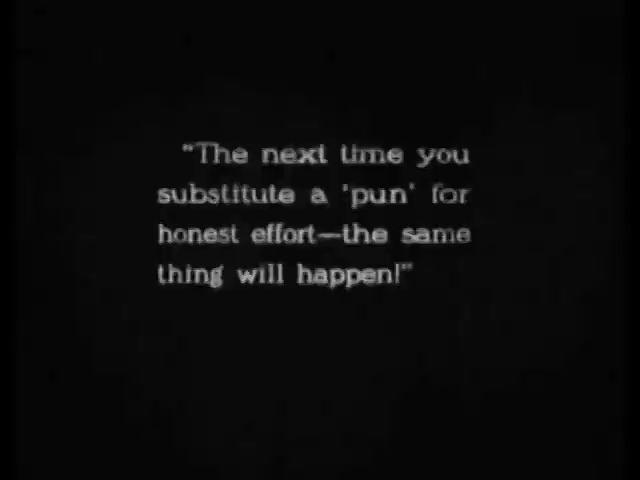 "The next time you
substitute a 'pun' for
honest effort—the same
thing will happen!"